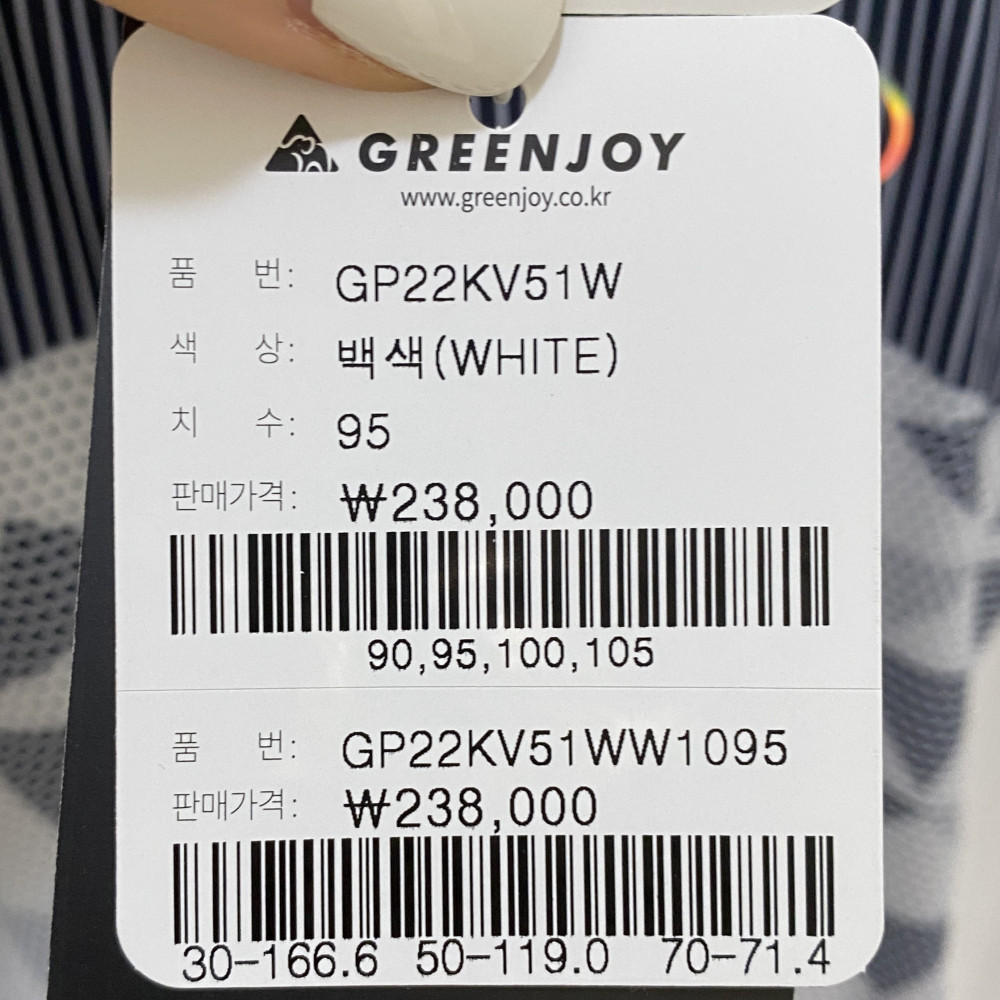 GREENJOY
www.greenjoy.co.kr
품 번: GP22KV51W
색 상: 백색(WHITE)
치 수: 95
판매가격: ₩238,000
90,95,100,105
품 번: GP22KV51WW1095
판매가격: ₩238,000
30-166.6 50-119.0 70-71.4